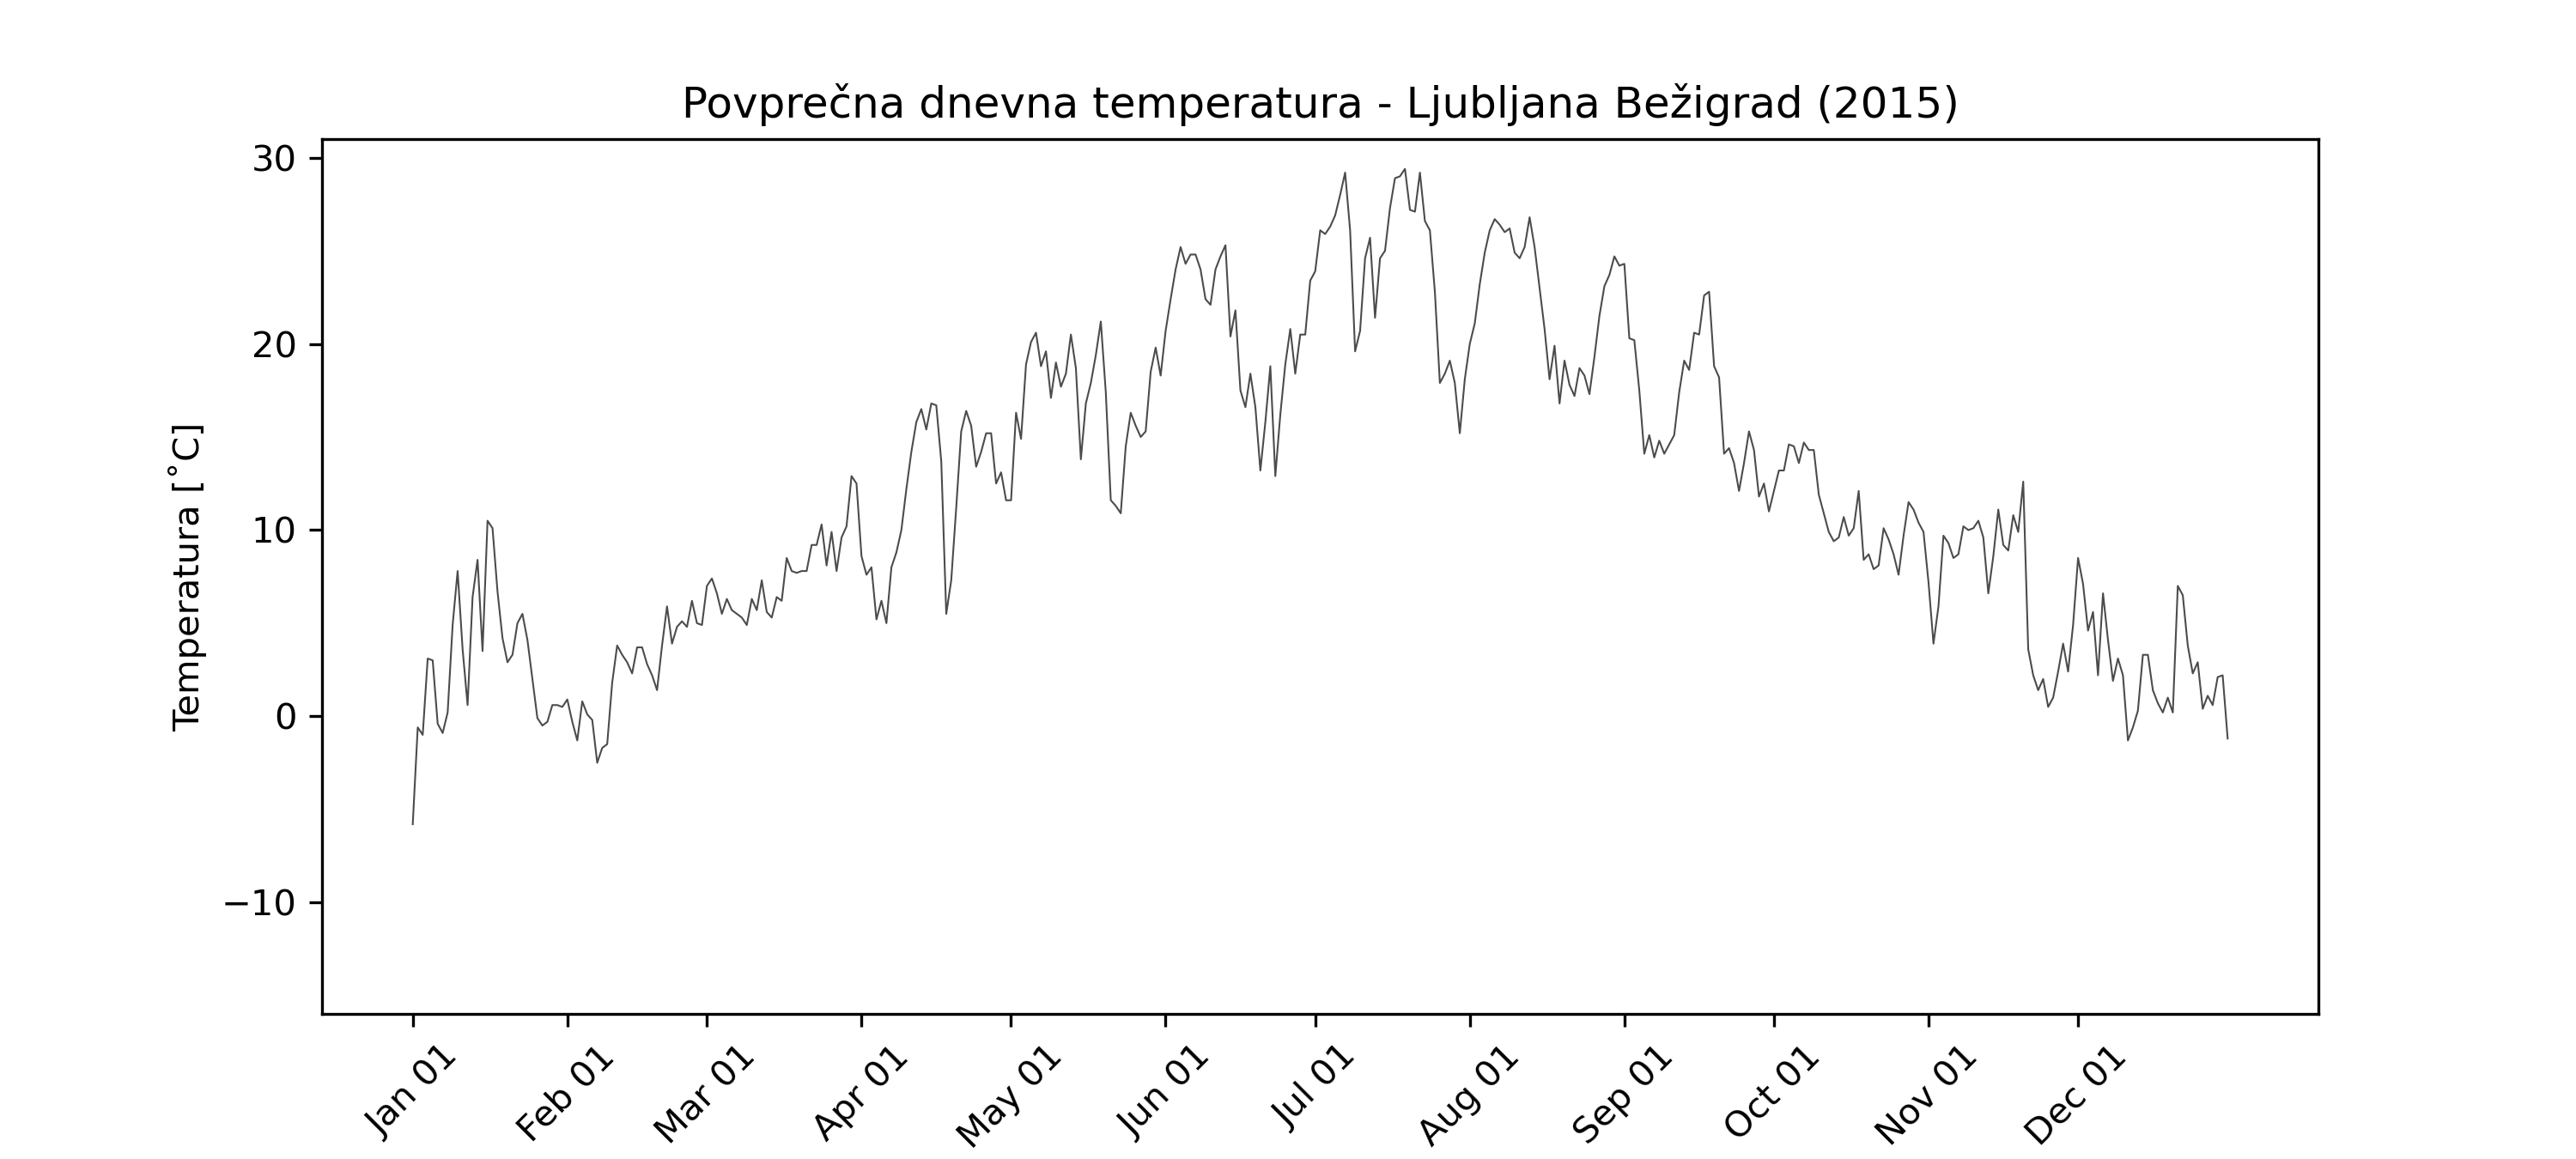 Povprečna dnevna temperatura - Ljubljana Bežigrad (2015)
Temperatura [°C]
30
20
10
0
−10
Jan 01
Feb 01
Mar 01
Apr 01
May 01
Jun 01
Jul 01
Aug 01
Sep 01
Oct 01
Nov 01
Dec 01